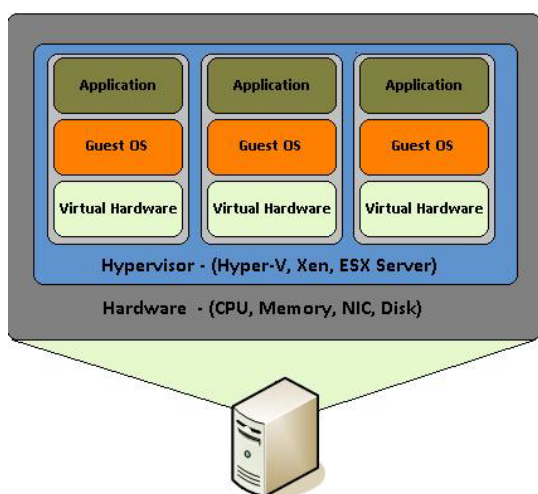 Application Application Application
Guest OS Guest OS Guest OS
Virtual Hardware Virtual Hardware Virtual Hardware
Hypervisor - (Hyper-V, Xen, ESX Server)
Hardware - (CPU, Memory, NIC, Disk)